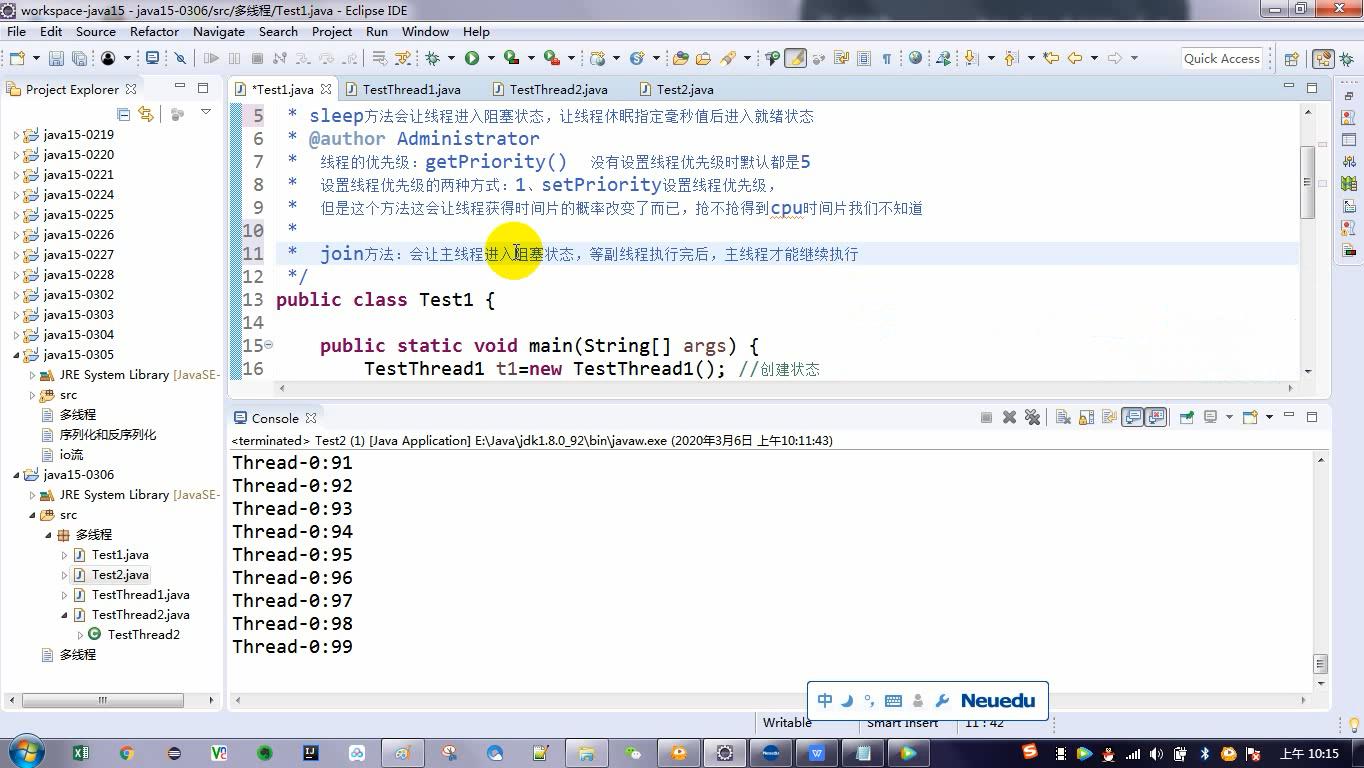 workspace-java15 - java15-0306/src/多线程/Test1.java - Eclipse IDE
File Edit Source Refactor Navigate Search Project Run Window Help
Quick Access
Project Explorer
*Test1.java TestThread1.java TestThread2.java Test2.java
java15-0219
java15-0220
java15-0221
java15-0224
java15-0225
java15-0226
java15-0227
java15-0228
java15-0302
java15-0303
java15-0304
java15-0305
JRE System Library [JavaSE-
src
多线程
序列化和反序列化
io流
java15-0306
JRE System Library [JavaSE-
src
多线程
Test1.java
Test2.java
TestThread1.java
TestThread2.java
TestThread2
多线程
5 * sleep方法会让线程进入阻塞状态，让线程休眠指定毫秒值后进入就绪状态
6 * @author Administrator
7 * 线程的优先级：getPriority() 没有设置线程优先级时默认都是5
8 * 设置线程优先级的两种方式：1、setPriority设置线程优先级，
9 * 但是这个方法这会让线程获得时间片的概率改变了而已，抢不抢得到cpu时间片我们不知道
10 *
11 * join方法：会让主线程进入阻塞状态，等副线程执行完后，主线程才能继续执行
12 */
13 public class Test1 {
14
15 public static void main(String[] args) {
16 TestThread1 t1=new TestThread1(); //创建状态
Console
<terminated> Test2 (1) [Java Application] E:\Java\jdk1.8.0_92\bin\javaw.exe (2020年3月6日 上午10:11:43)
Thread-0:91
Thread-0:92
Thread-0:93
Thread-0:94
Thread-0:95
Thread-0:96
Thread-0:97
Thread-0:98
Thread-0:99
中 Neuedu
Writable Smart Insert 11 : 42
上午 10:15